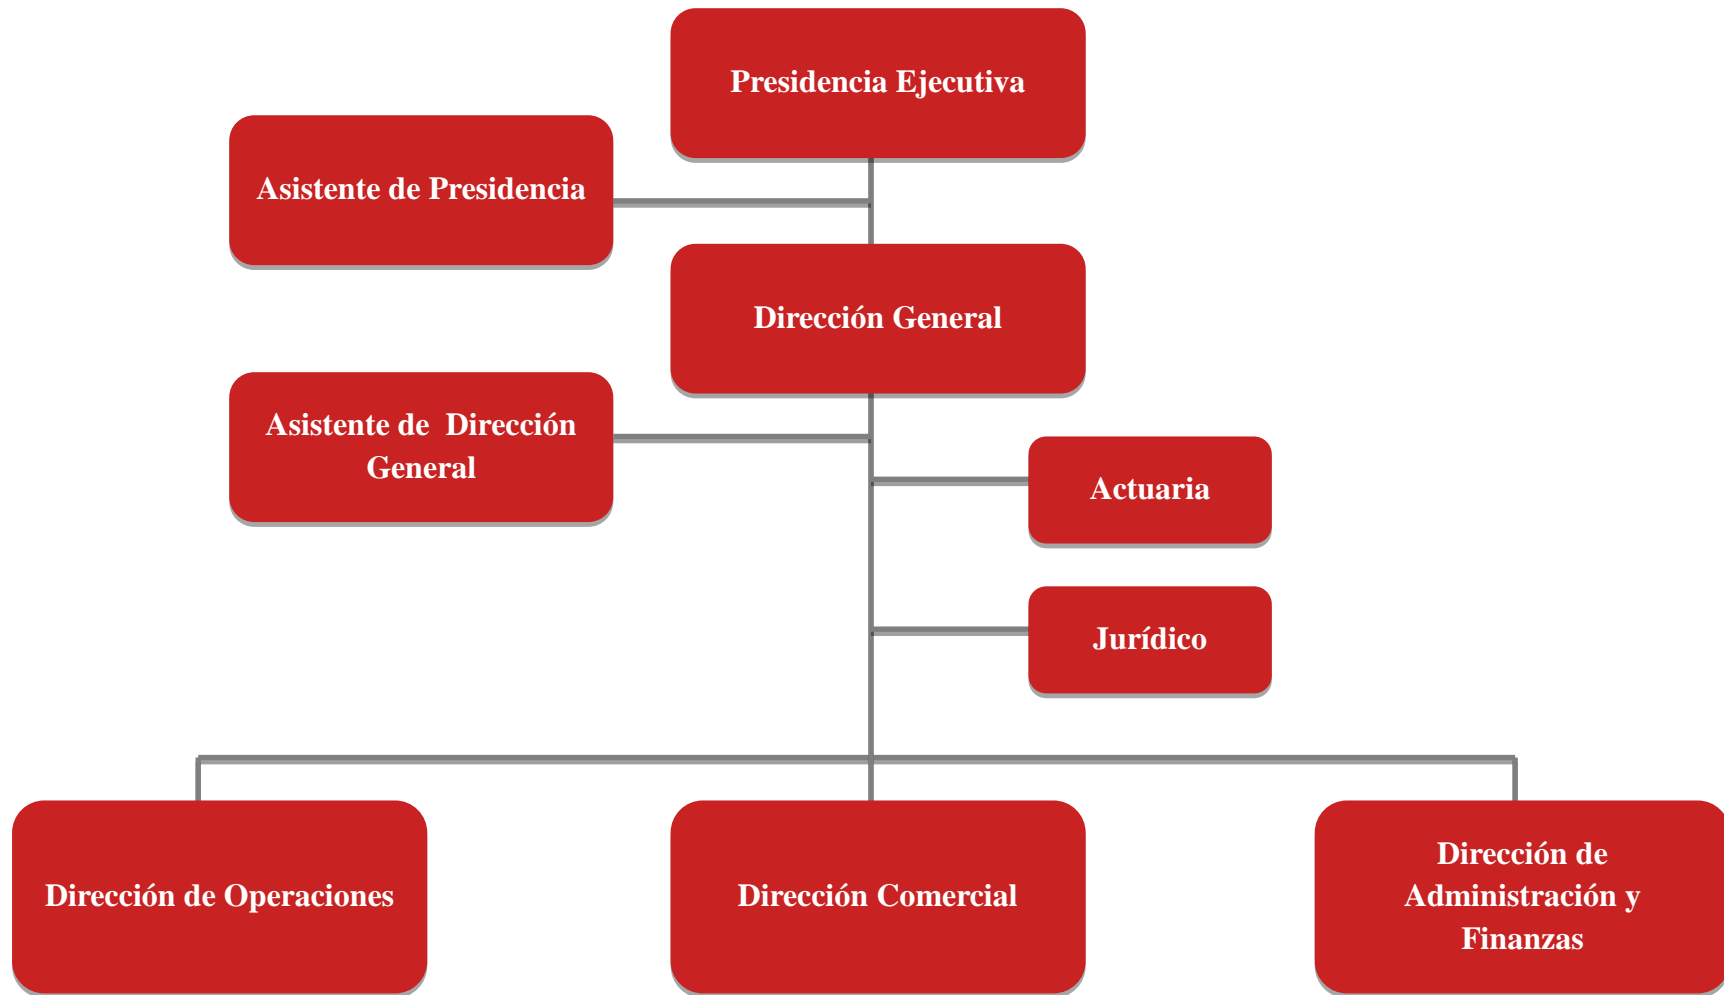 Presidencia Ejecutiva
Asistente de Presidencia
Dirección General
Asistente de  Dirección
General
Actuaria
Jurídico
Dirección de Operaciones
Dirección Comercial
Dirección de
Administración y
Finanzas